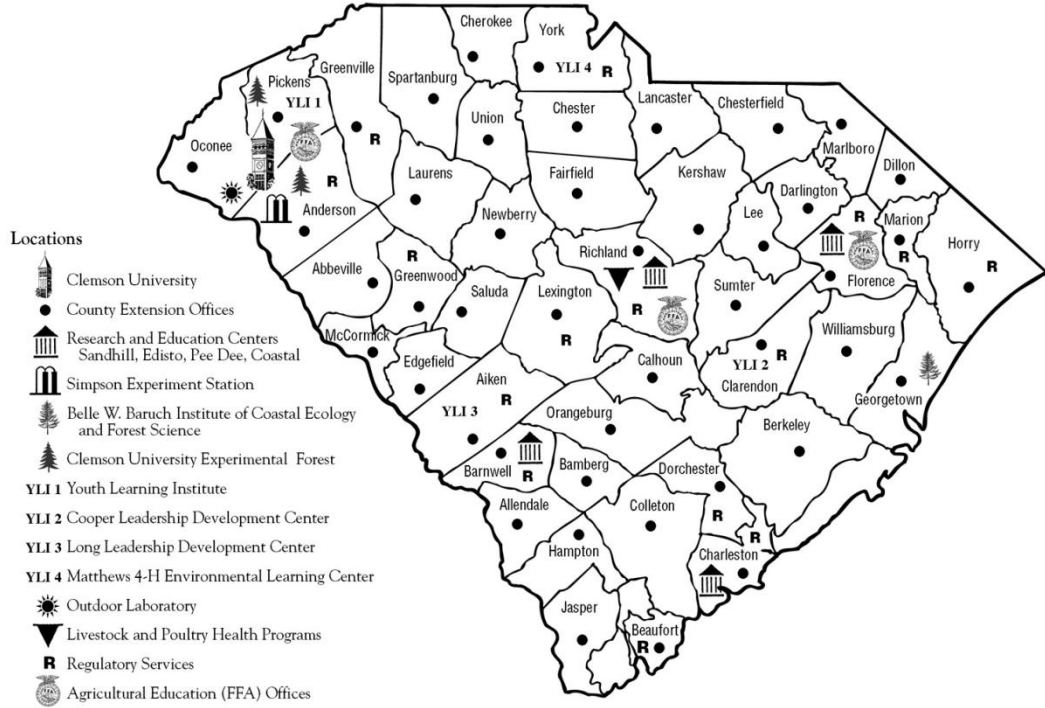 Cherokee
York
YLI 4
R
Greenville
Pickens
YLI 1
Spartanburg
Lancaster
Chesterfield
Chester
Union
Marlboro
Oconee
R
Dillon
Laurens
Fairfield
Kershaw
Darlington
R
Anderson
Newberry
Lee
R
Marion
Horry
Richland
R
R
Abbeville
R
Greenwood
Saluda
Lexington
Sumter
Florence
R
R
Williamsburg
McCormick
Edgefield
R
Calhoun
YLI 2
R
Clarendon
Aiken
R
Georgetown
YLI 3
Orangeburg
Berkeley
Barnwell
R
Bamberg
Dorchester
Allendale
Colleton
R
R
Hampton
Charleston
Jasper
Beaufort
R
Locations
Clemson University
County Extension Offices
Research and Education Centers
Sandhill, Edisto, Pee Dee, Coastal
Simpson Experiment Station
Belle W. Baruch Institute of Coastal Ecology
and Forest Science
Clemson University Experimental Forest
YLI 1 Youth Learning Institute
YLI 2 Cooper Leadership Development Center
YLI 3 Long Leadership Development Center
YLI 4 Matthews 4-H Environmental Learning Center
Outdoor Laboratory
Livestock and Poultry Health Programs
R Regulatory Services
Agricultural Education (FFA) Offices
FFA
FFA
FFA
FFA